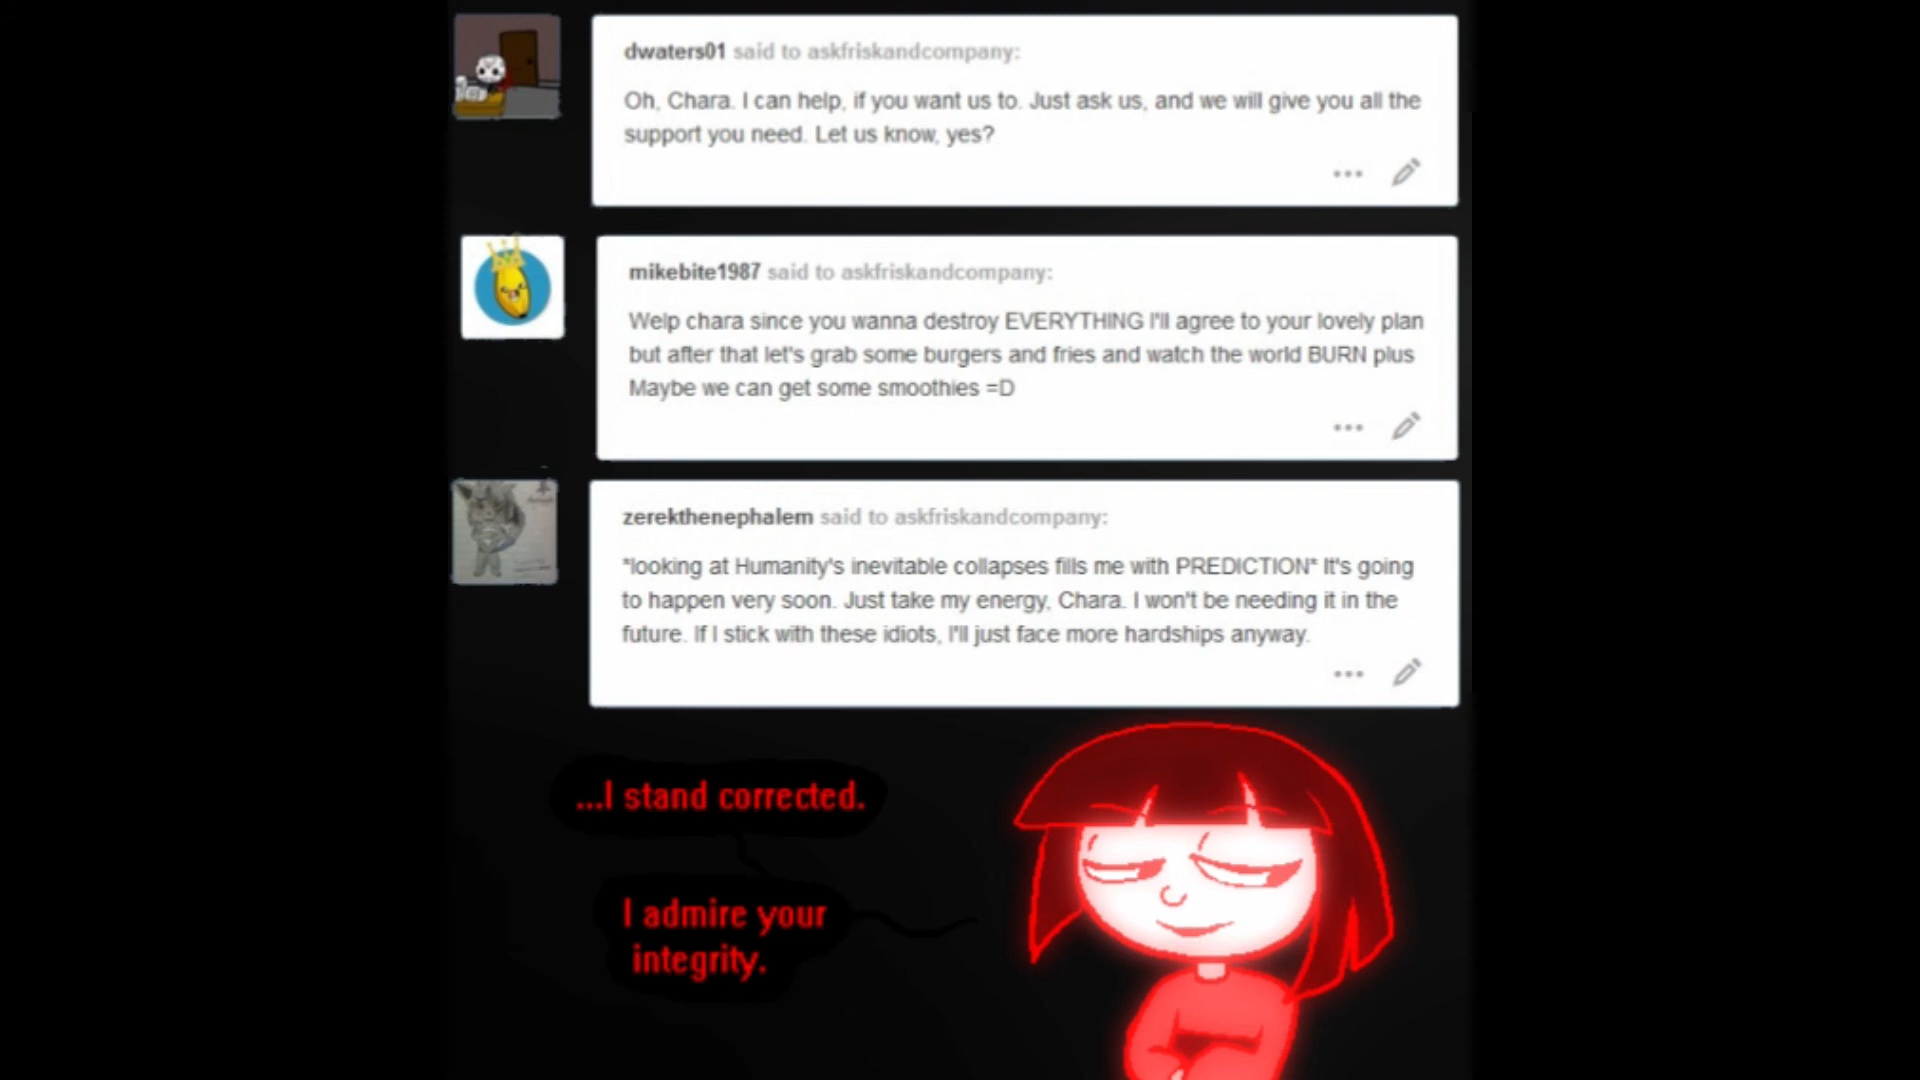 dwaters01 said to askfriskandcompany:
Oh, Chara. I can help, if you want us to. Just ask us, and we will give you all the
support you need. Let us know, yes?
mikebite1987 said to askfriskandcompany:
Welp chara since you wanna destroy EVERYTHING I'll agree to your lovely plan
but after that let's grab some burgers and fries and watch the world BURN plus
Maybe we can get some smoothies =D
zerekthenephalem said to askfriskandcompany:
*looking at Humanity's inevitable collapses fills me with PREDICTION* It's going
to happen very soon. Just take my energy, Chara. I won't be needing it in the
future. If I stick with these idiots, I'll just face more hardships anyway.
...I stand corrected.
I admire your
integrity.